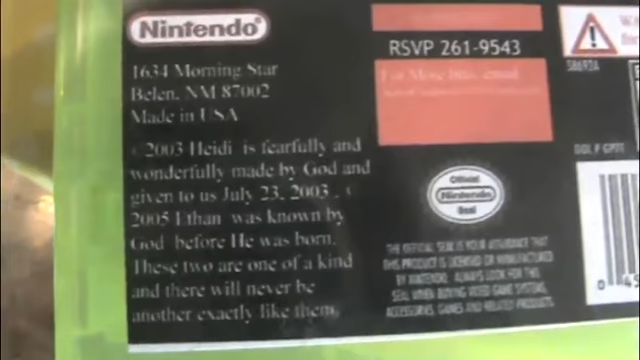 Nintendo
1634 Morning Star
Belen, NM 87002
Made in USA
2003 Heidi is fearfully and
wonderfully made by God and
given to us July 23, 2003 .
2005 Ethan was known by
God before He was born.
These two are one of a kind
and there will never be
another exactly like them
RSVP 261-9543
For More Info: email
Official
Nintendo
Seal
THE OFFICIAL SEAL IS YOUR ASSURANCE THAT
THIS PRODUCT IS LICENSED OR MANUFACTURED
BY NINTENDO. ALWAYS LOOK FOR THIS
SEAL WHEN BUYING VIDEO GAME SYSTEMS,
ACCESSORIES, GAMES AND RELATED PRODUCTS.